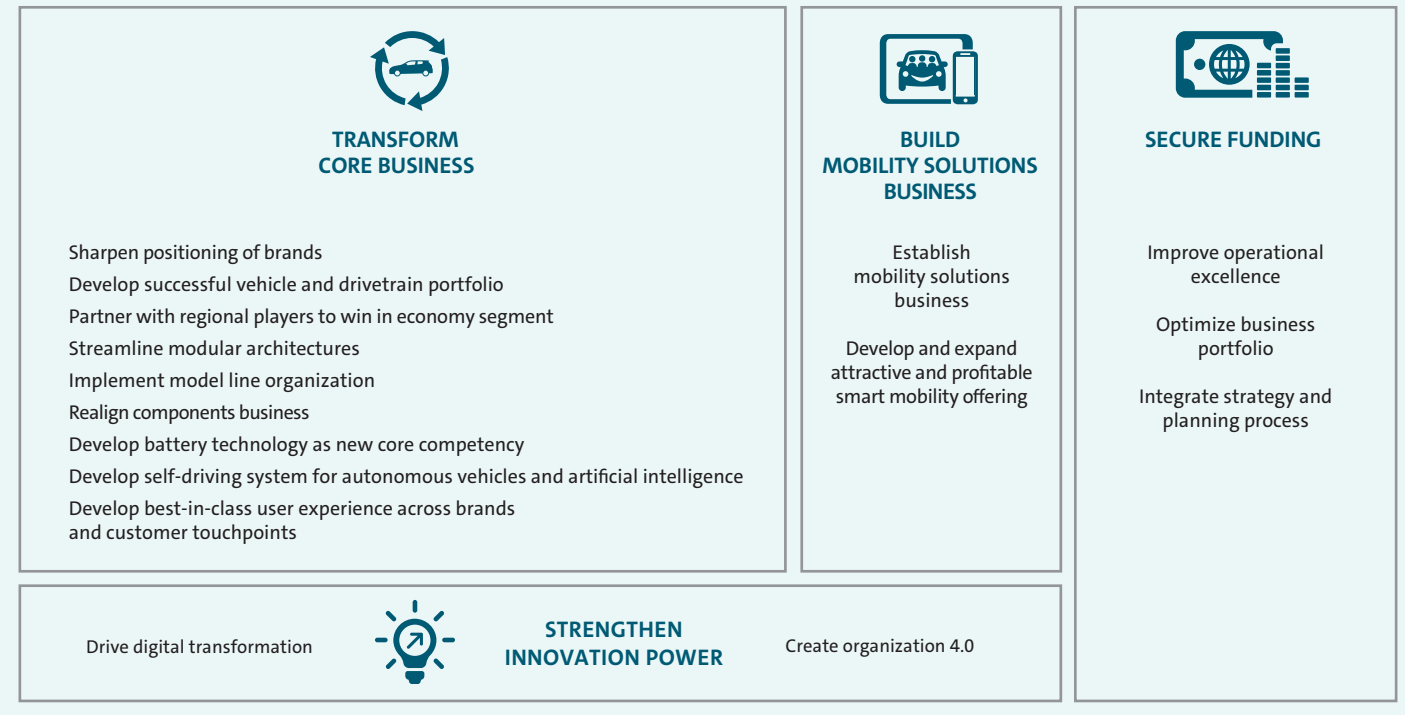 TRANSFORM
CORE BUSINESS
Sharpen positioning of brands
Develop successful vehicle and drivetrain portfolio
Partner with regional players to win in economy segment
Streamline modular architectures
Implement model line organization
Realign components business
Develop battery technology as new core competency
Develop self-driving system for autonomous vehicles and artificial intelligence
Develop best-in-class user experience across brands
and customer touchpoints
BUILD
MOBILITY SOLUTIONS
BUSINESS
Establish
mobility solutions
business
Develop and expand
attractive and profitable
smart mobility offering
SECURE FUNDING
Improve operational
excellence
Optimize business
portfolio
Integrate strategy and
planning process
Drive digital transformation
STRENGTHEN
INNOVATION POWER
Create organization 4.0